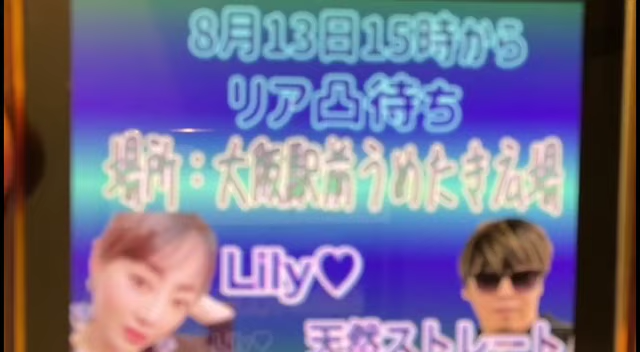 8月13日15時から
リア凸待ち
場所：大阪駅前うめきた広場
Lily♡
天然ストレート